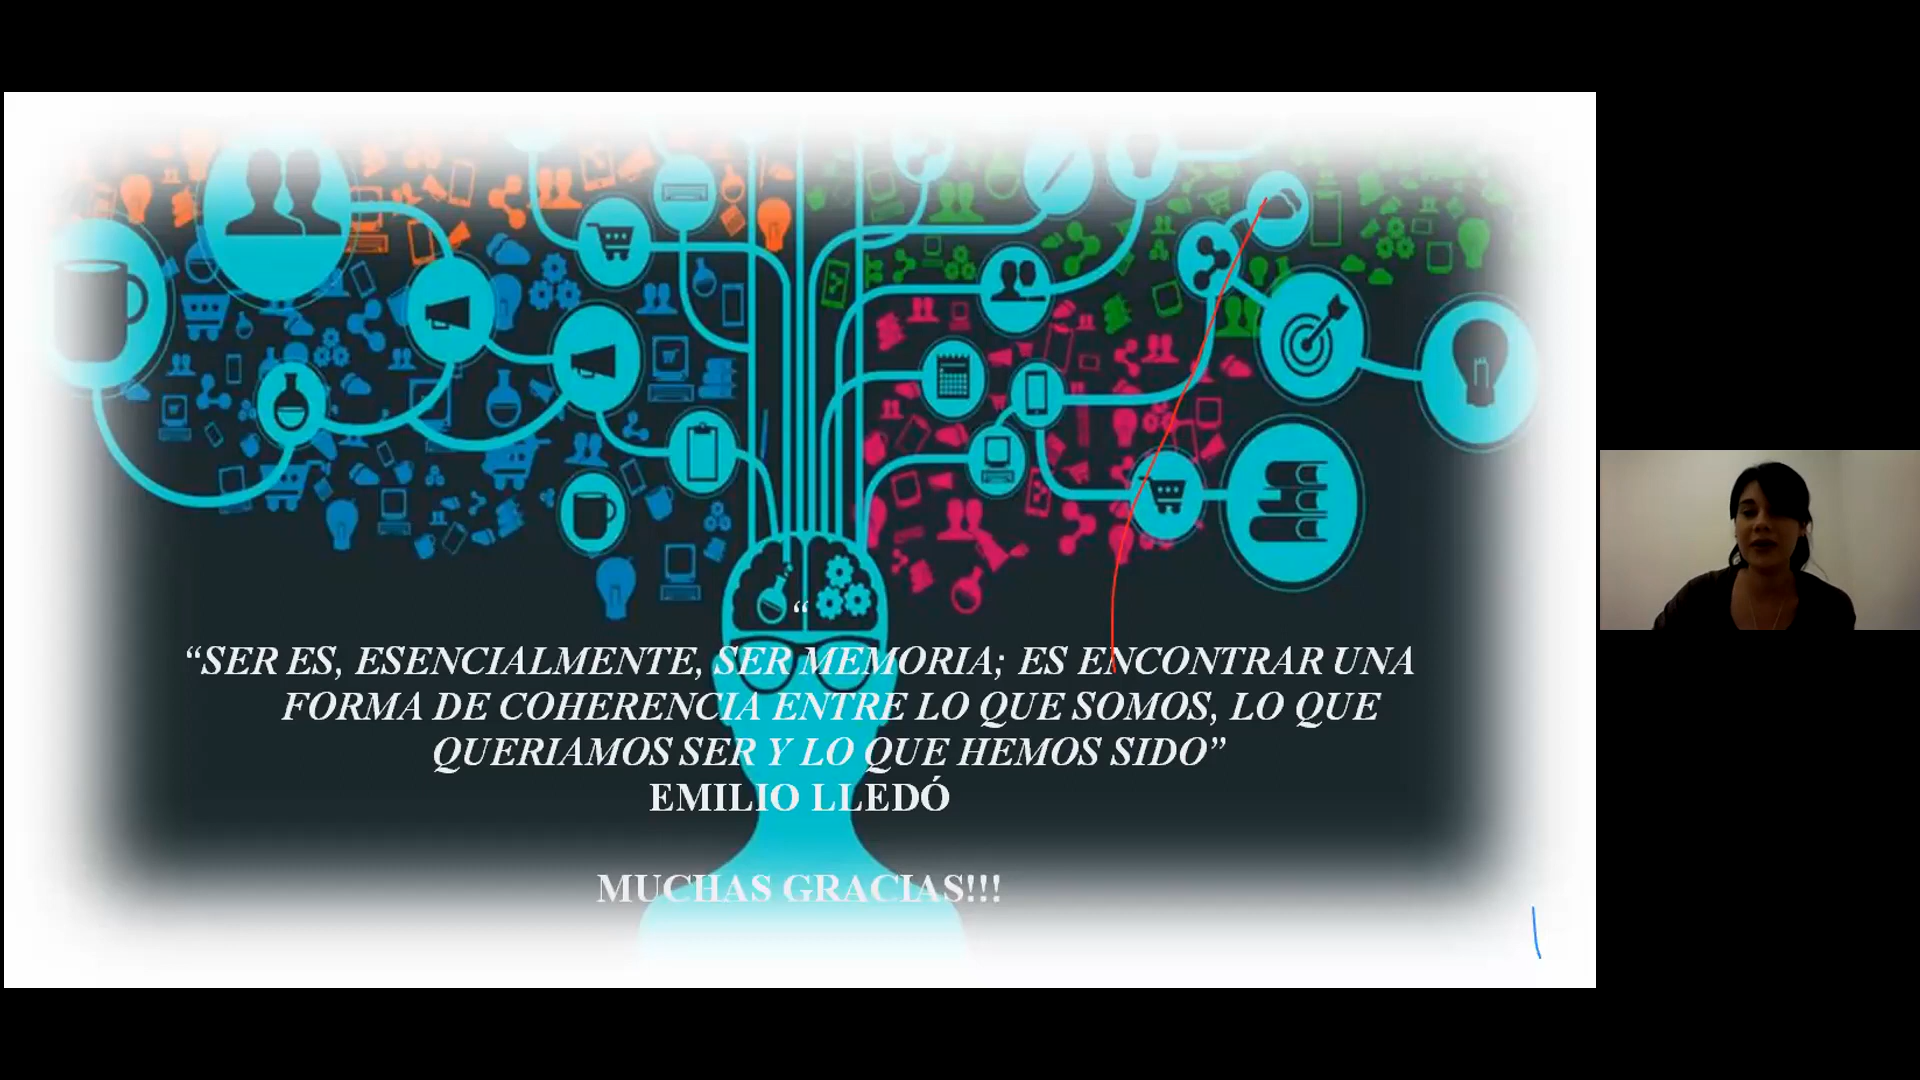 “
“SER ES, ESENCIALMENTE, SER MEMORIA; ES ENCONTRAR UNA
FORMA DE COHERENCIA ENTRE LO QUE SOMOS, LO QUE
QUERIAMOS SER Y LO QUE HEMOS SIDO”
EMILIO LLEDÓ
MUCHAS GRACIAS!!!